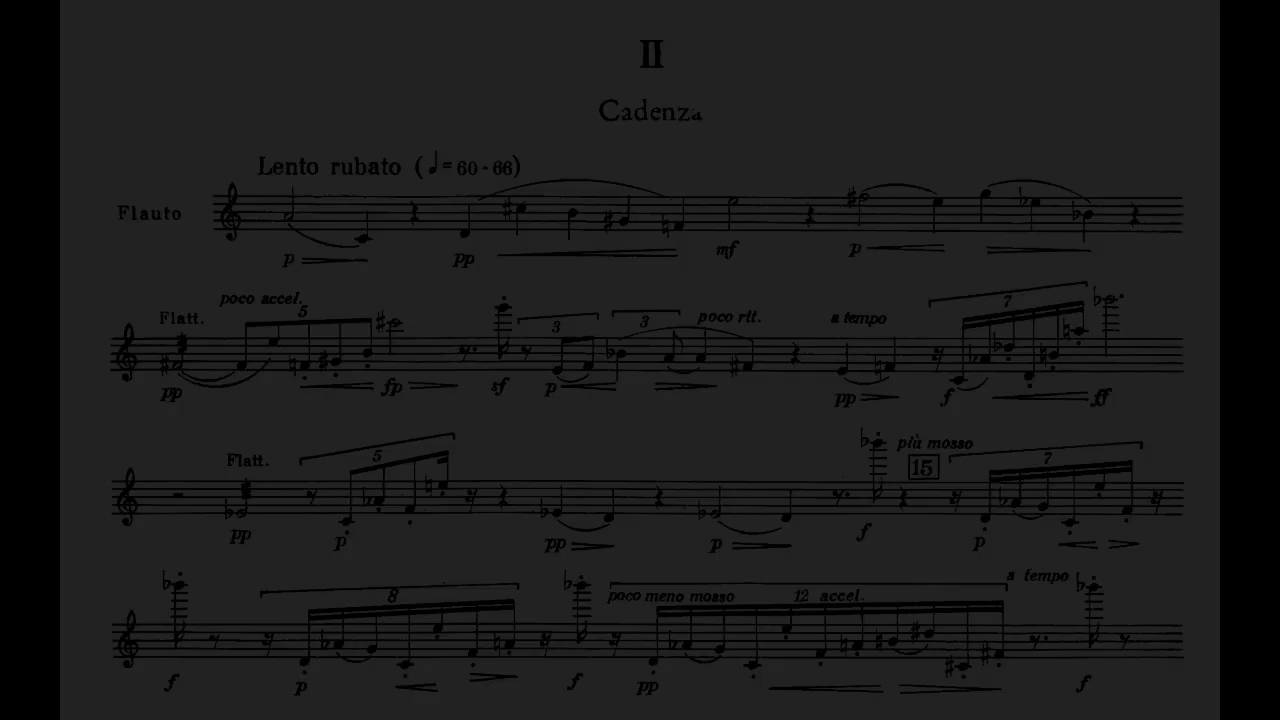 II
Cadenza
Lento rubato (♩= 60 - 66)
Flauto
p pp mf p
Flatt. poco accel. 5 3 3 poco rit. a tempo 7
pp fp sf p pp f ff
Flatt. 5 più mosso 15 7
pp p pp p f p
8 poco meno mosso 12 accel. a tempo
f p f pp f